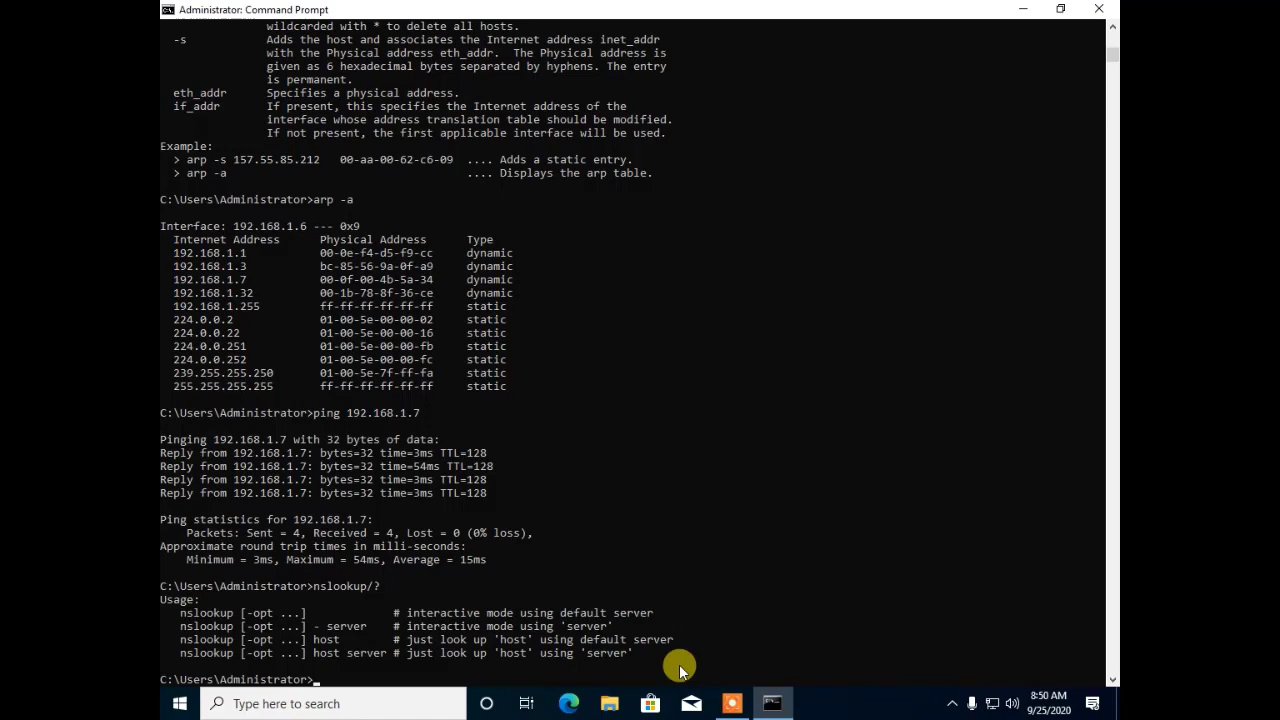 Administrator: Command Prompt
wildcarded with * to delete all hosts.
-s Adds the host and associates the Internet address inet_addr
with the Physical address eth_addr. The Physical address is
given as 6 hexadecimal bytes separated by hyphens. The entry
is permanent.
eth_addr Specifies a physical address.
if_addr If present, this specifies the Internet address of the
interface whose address translation table should be modified.
If not present, the first applicable interface will be used.
Example:
> arp -s 157.55.85.212 00-aa-00-62-c6-09 .... Adds a static entry.
> arp -a .... Displays the arp table.
C:\Users\Administrator>arp -a
Interface: 192.168.1.6 --- 0x9
Internet Address Physical Address Type
192.168.1.1 00-0e-f4-d5-f9-cc dynamic
192.168.1.3 bc-85-56-9a-0f-a9 dynamic
192.168.1.7 00-0f-00-4b-5a-34 dynamic
192.168.1.32 00-1b-78-8f-36-ce dynamic
192.168.1.255 ff-ff-ff-ff-ff-ff static
224.0.0.2 01-00-5e-00-00-02 static
224.0.0.22 01-00-5e-00-00-16 static
224.0.0.251 01-00-5e-00-00-fb static
224.0.0.252 01-00-5e-00-00-fc static
239.255.255.250 01-00-5e-7f-ff-fa static
255.255.255.255 ff-ff-ff-ff-ff-ff static
C:\Users\Administrator>ping 192.168.1.7
Pinging 192.168.1.7 with 32 bytes of data:
Reply from 192.168.1.7: bytes=32 time=3ms TTL=128
Reply from 192.168.1.7: bytes=32 time=54ms TTL=128
Reply from 192.168.1.7: bytes=32 time=3ms TTL=128
Reply from 192.168.1.7: bytes=32 time=3ms TTL=128
Ping statistics for 192.168.1.7:
Packets: Sent = 4, Received = 4, Lost = 0 (0% loss),
Approximate round trip times in milli-seconds:
Minimum = 3ms, Maximum = 54ms, Average = 15ms
C:\Users\Administrator>nslookup/?
Usage:
nslookup [-opt ...] # interactive mode using default server
nslookup [-opt ...] - server # interactive mode using 'server'
nslookup [-opt ...] host # just look up 'host' using default server
nslookup [-opt ...] host server # just look up 'host' using 'server'
C:\Users\Administrator>
Type here to search
8:50 AM
9/25/2020